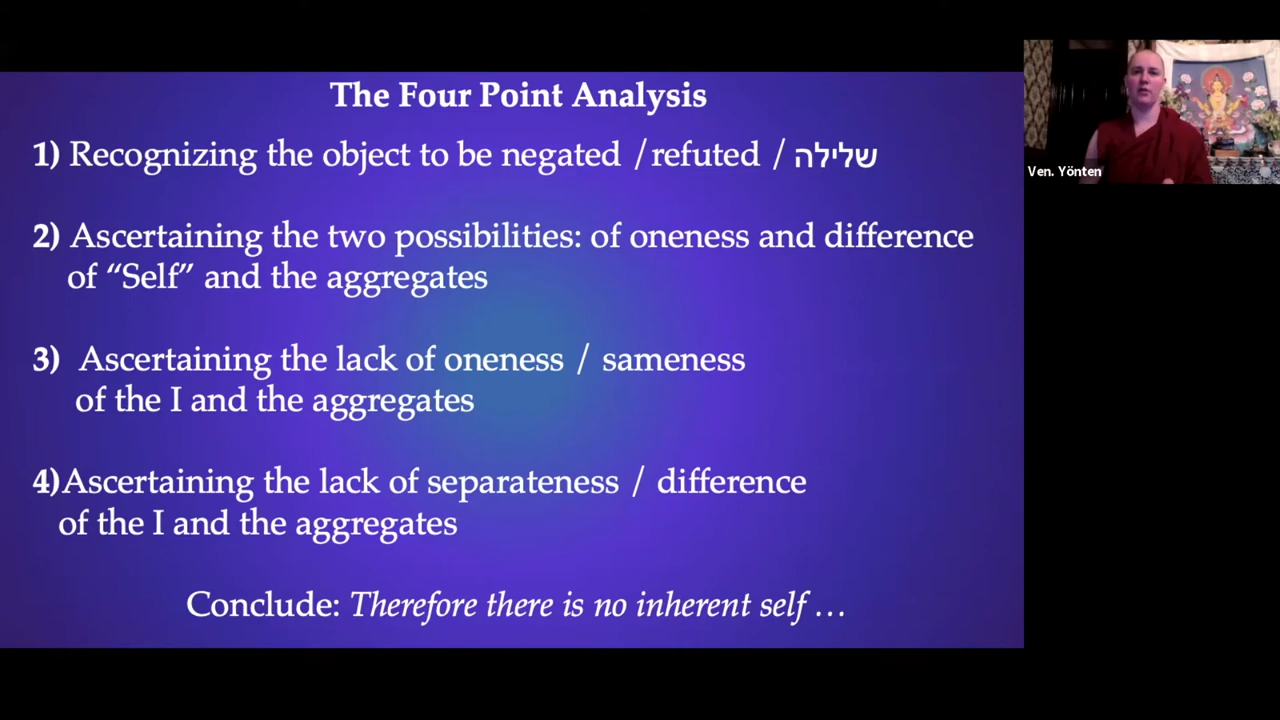 The Four Point Analysis
1) Recognizing the object to be negated / refuted / שלילה
2) Ascertaining the two possibilities: of oneness and difference
of “Self” and the aggregates
3) Ascertaining the lack of oneness / sameness
of the I and the aggregates
4)Ascertaining the lack of separateness / difference
of the I and the aggregates
Conclude: Therefore there is no inherent self …
Ven. Yönten